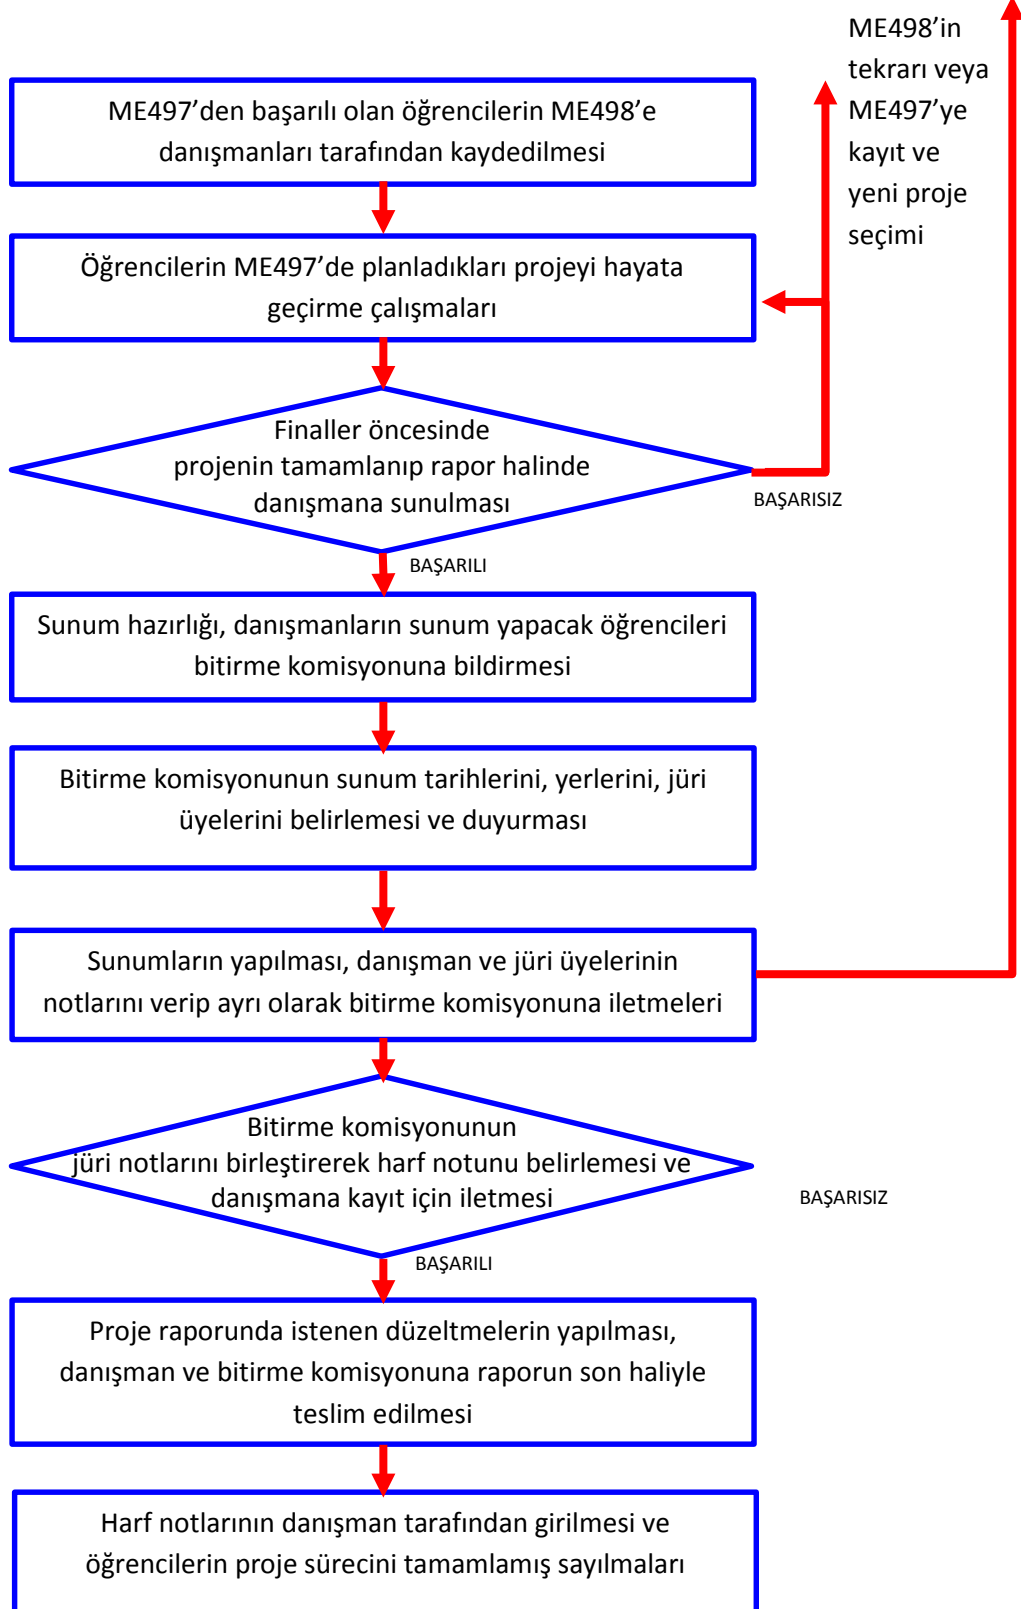 ME498’in
tekrarı veya
ME497’ye
kayıt ve
yeni proje
seçimi
ME497’den başarılı olan öğrencilerin ME498’e
danışmanları tarafından kaydedilmesi
Öğrencilerin ME497’de planladıkları projeyi hayata
geçirme çalışmaları
Finaller öncesinde
projenin tamamlanıp rapor halinde
danışmana sunulması
BAŞARISIZ
BAŞARILI
Sunum hazırlığı, danışmanların sunum yapacak öğrencileri
bitirme komisyonuna bildirmesi
Bitirme komisyonunun sunum tarihlerini, yerlerini, jüri
üyelerini belirlemesi ve duyurması
Sunumların yapılması, danışman ve jüri üyelerinin
notlarını verip ayrı olarak bitirme komisyonuna iletmeleri
Bitirme komisyonunun
jüri notlarını birleştirerek harf notunu belirlemesi ve
danışmana kayıt için iletmesi
BAŞARISIZ
BAŞARILI
Proje raporunda istenen düzeltmelerin yapılması,
danışman ve bitirme komisyonuna raporun son haliyle
teslim edilmesi
Harf notlarının danışman tarafından girilmesi ve
öğrencilerin proje sürecini tamamlamış sayılmaları